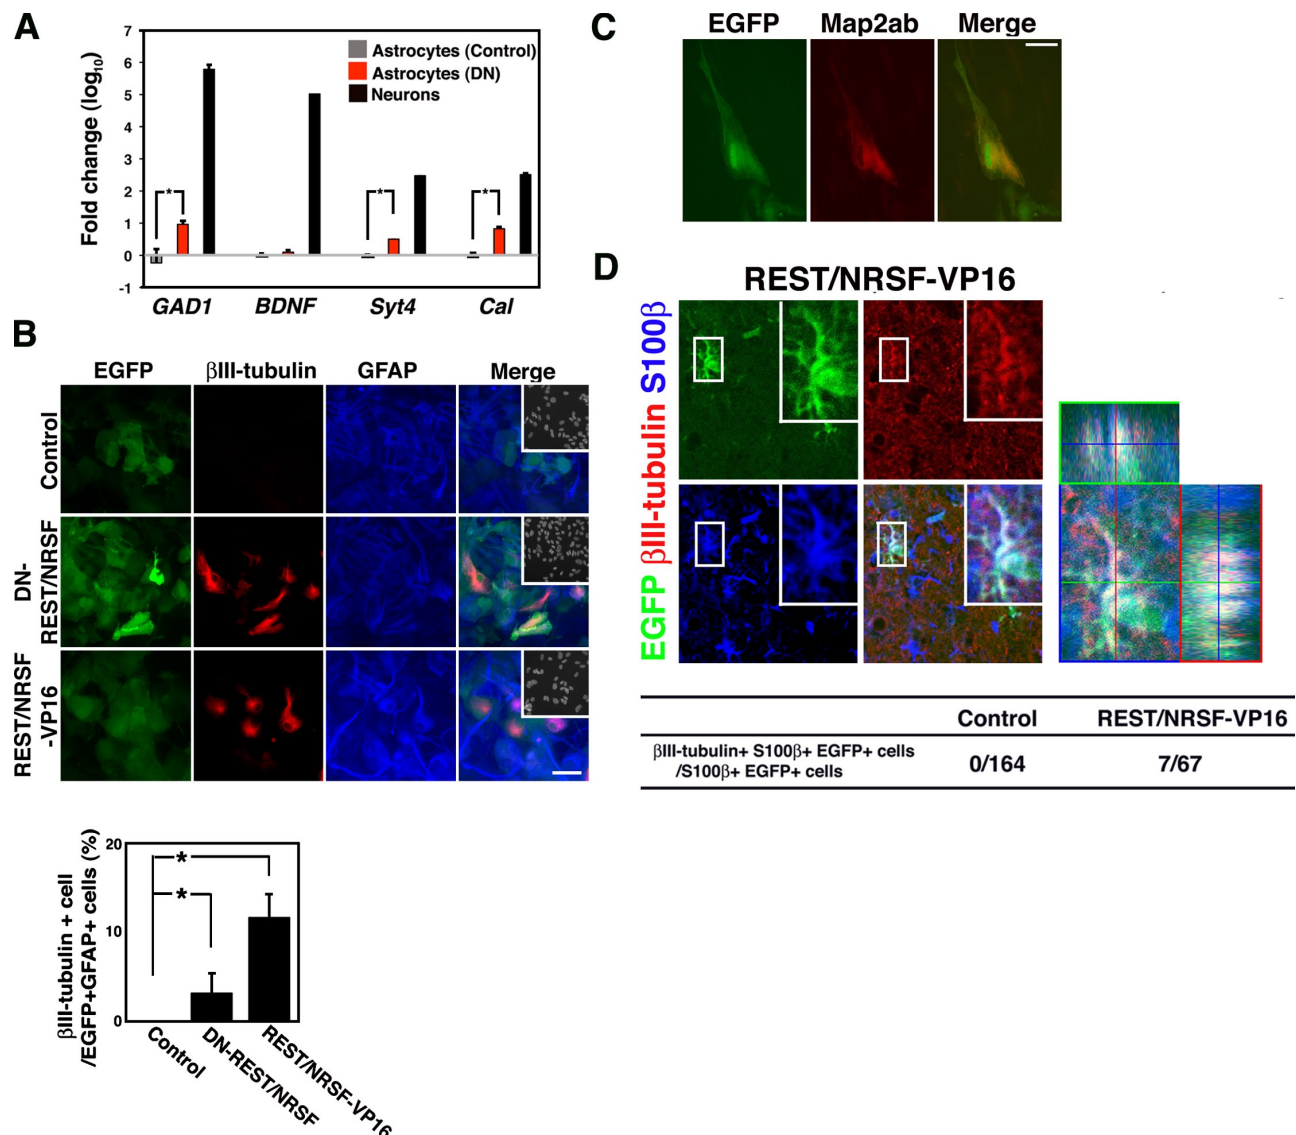 A
7
6
5
4
3
2
1
0
-1
Fold change (log10)
Astrocytes (Control)
Astrocytes (DN)
Neurons
*
*
*
GAD1 BDNF Syt4 Cal
B
EGFP βIII-tubulin GFAP Merge
Control
DN-
REST/NRSF
REST/NRSF
-VP16
20
10
0
βIII-tubulin + cell
/EGFP+GFAP+ cells (%)
*
*
Control
DN-REST/NRSF
REST/NRSF-VP16
C
EGFP Map2ab Merge
D
REST/NRSF-VP16
EGFP βIII-tubulin S100β
Control REST/NRSF-VP16
βIII-tubulin+ S100β+ EGFP+ cells
/S100β+ EGFP+ cells
0/164 7/67